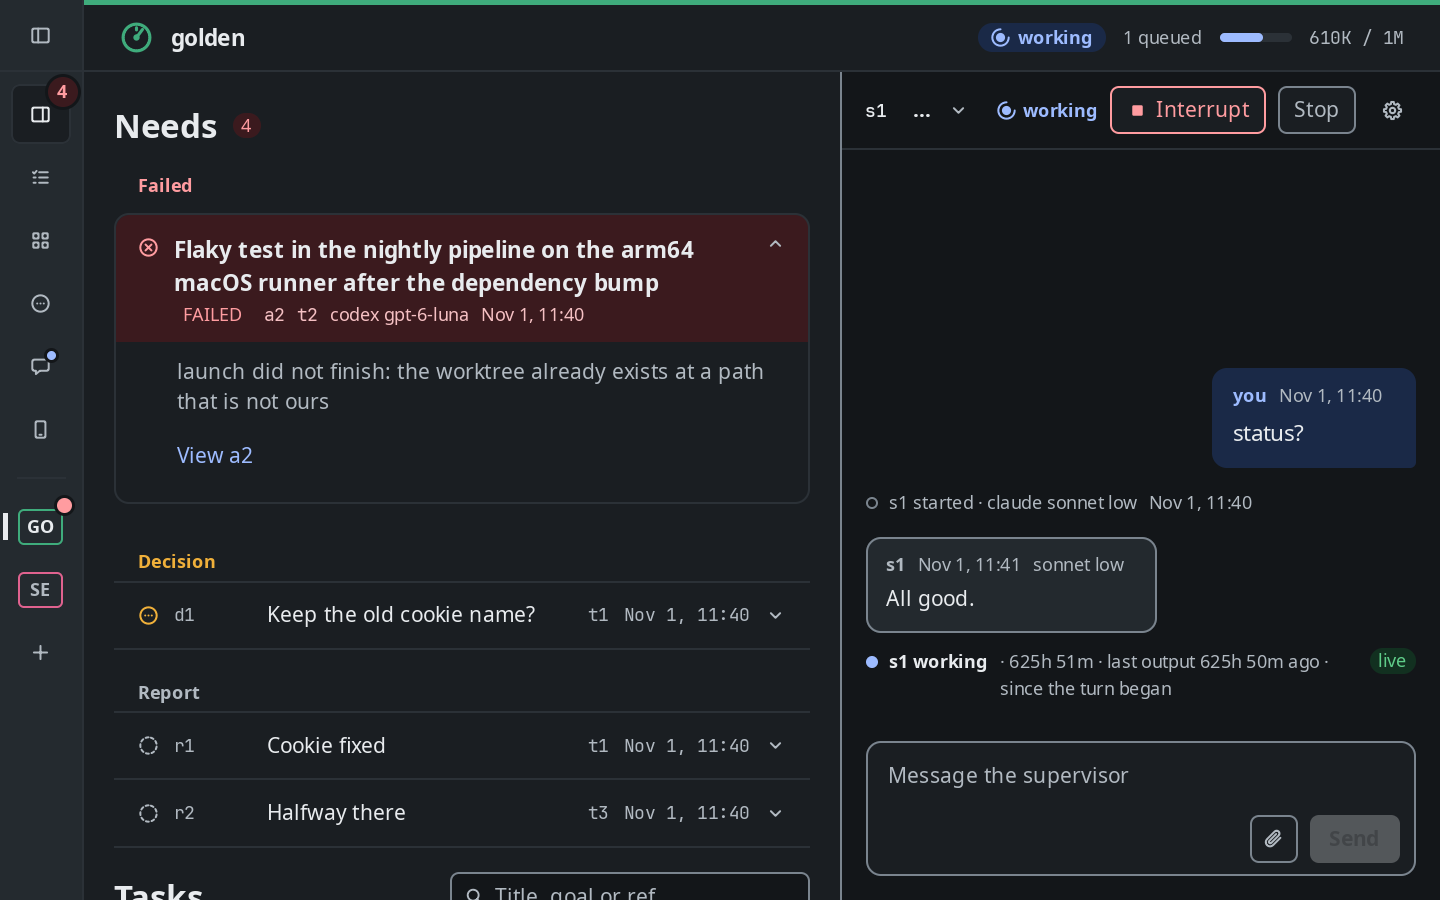 golden
working
1 queued
610K / 1M
4
GO
SE
Needs 4
Failed
Flaky test in the nightly pipeline on the arm64
macOS runner after the dependency bump
FAILED a2 t2 codex gpt-6-luna Nov 1, 11:40
launch did not finish: the worktree already exists at a path
that is not ours
View a2
Decision
d1 Keep the old cookie name? t1 Nov 1, 11:40
Report
r1 Cookie fixed t1 Nov 1, 11:40
r2 Halfway there t3 Nov 1, 11:40
Tasks
Title, goal or ref
s1 ... working Interrupt Stop
you Nov 1, 11:40
status?
s1 started · claude sonnet low Nov 1, 11:40
s1 Nov 1, 11:41 sonnet low
All good.
s1 working · 625h 51m · last output 625h 50m ago · live
since the turn began
Message the supervisor
Send